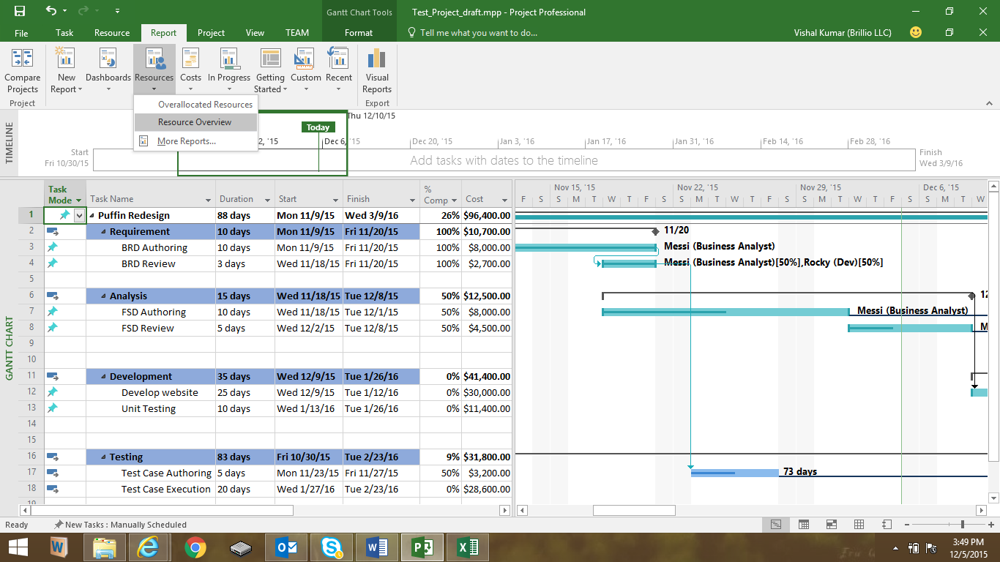 Gantt Chart Tools
Test_Project_draft.mpp - Project Professional
File Task Resource Report Project View TEAM Format Tell me what you want to do... Vishal Kumar (Brillio LLC)
Compare Projects
New Report
Dashboards
Resources
Costs
In Progress
Getting Started
Custom
Recent
Visual Reports
Project
Export
Overallocated Resources
Resource Overview
More Reports...
TIMELINE
Thu 12/10/15
Today
2, '15 Dec 6, '15 Dec 20, '15 Jan 3, '16 Jan 17, '16 Jan 31, '16 Feb 14, '16 Feb 28, '16
Start
Fri 10/30/15
Add tasks with dates to the timeline
Finish
Wed 3/9/16
GANTT CHART
Task Mode Task Name Duration Start Finish % Comp Cost
1 Puffin Redesign 88 days Mon 11/9/15 Wed 3/9/16 26% $96,400.00
2 Requirement 10 days Mon 11/9/15 Fri 11/20/15 100% $10,700.00
3 BRD Authoring 10 days Mon 11/9/15 Fri 11/20/15 100% $8,000.00
4 BRD Review 3 days Wed 11/18/15 Fri 11/20/15 100% $2,700.00
5
6 Analysis 15 days Wed 11/18/15 Tue 12/8/15 50% $12,500.00
7 FSD Authoring 10 days Wed 11/18/15 Tue 12/1/15 50% $8,000.00
8 FSD Review 5 days Wed 12/2/15 Tue 12/8/15 50% $4,500.00
9
10
11 Development 35 days Wed 12/9/15 Tue 1/26/16 0% $41,400.00
12 Develop website 25 days Wed 12/9/15 Tue 1/12/16 0% $30,000.00
13 Unit Testing 10 days Wed 1/13/16 Tue 1/26/16 0% $11,400.00
14
15
16 Testing 83 days Fri 10/30/15 Tue 2/23/16 9% $31,800.00
17 Test Case Authoring 5 days Mon 11/23/15 Fri 11/27/15 50% $3,200.00
18 Test Case Execution 20 days Wed 1/27/16 Tue 2/23/16 0% $28,600.00
Nov 15, '15 Nov 22, '15 Nov 29, '15 Dec 6, '15
F S S M T W T F S S M T W T F S S M T W T F S S M T W
11/20
Messi (Business Analyst)
Messi (Business Analyst)[50%],Rocky (Dev)[50%]
12
Messi (Business Analyst)
M
73 days
Ready New Tasks : Manually Scheduled
3:49 PM
12/5/2015